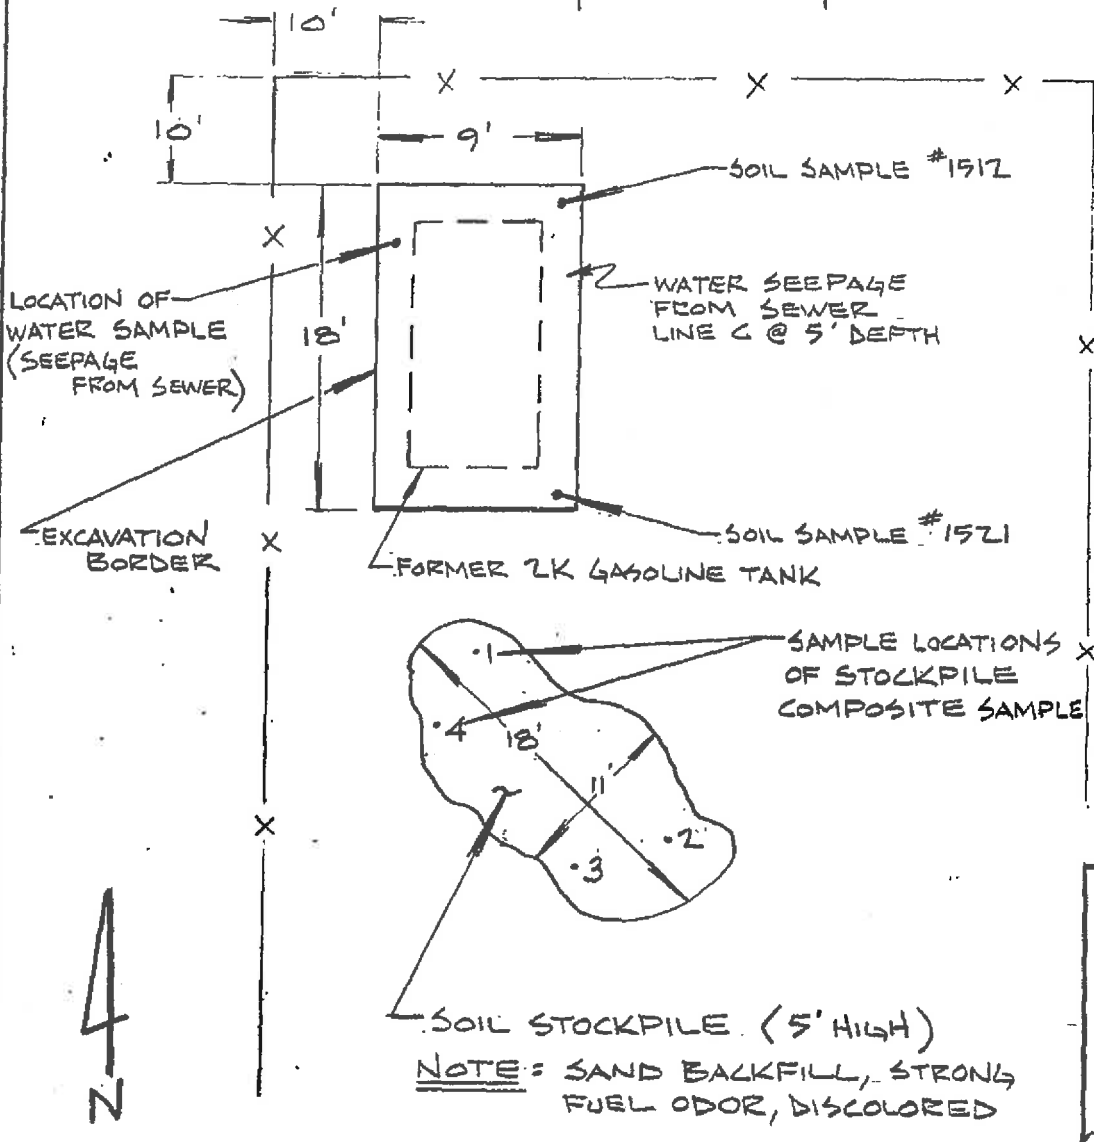 10'
X X X
10'
9'
SOIL SAMPLE #1512
X
LOCATION OF
WATER SAMPLE
(SEEPAGE
FROM SEWER)
18'
WATER SEEPAGE
FROM SEWER
LINE C @ 5' DEPTH
X
EXCAVATION
BORDER
X
SOIL SAMPLE #1521
FORMER 2K GASOLINE TANK
SAMPLE LOCATIONS
OF STOCKPILE
COMPOSITE SAMPLE
X
1
4
18'
11'
2
3
X
N
SOIL STOCKPILE (5' HIGH)
NOTE: SAND BACKFILL, STRONG
FUEL ODOR, DISCOLORED